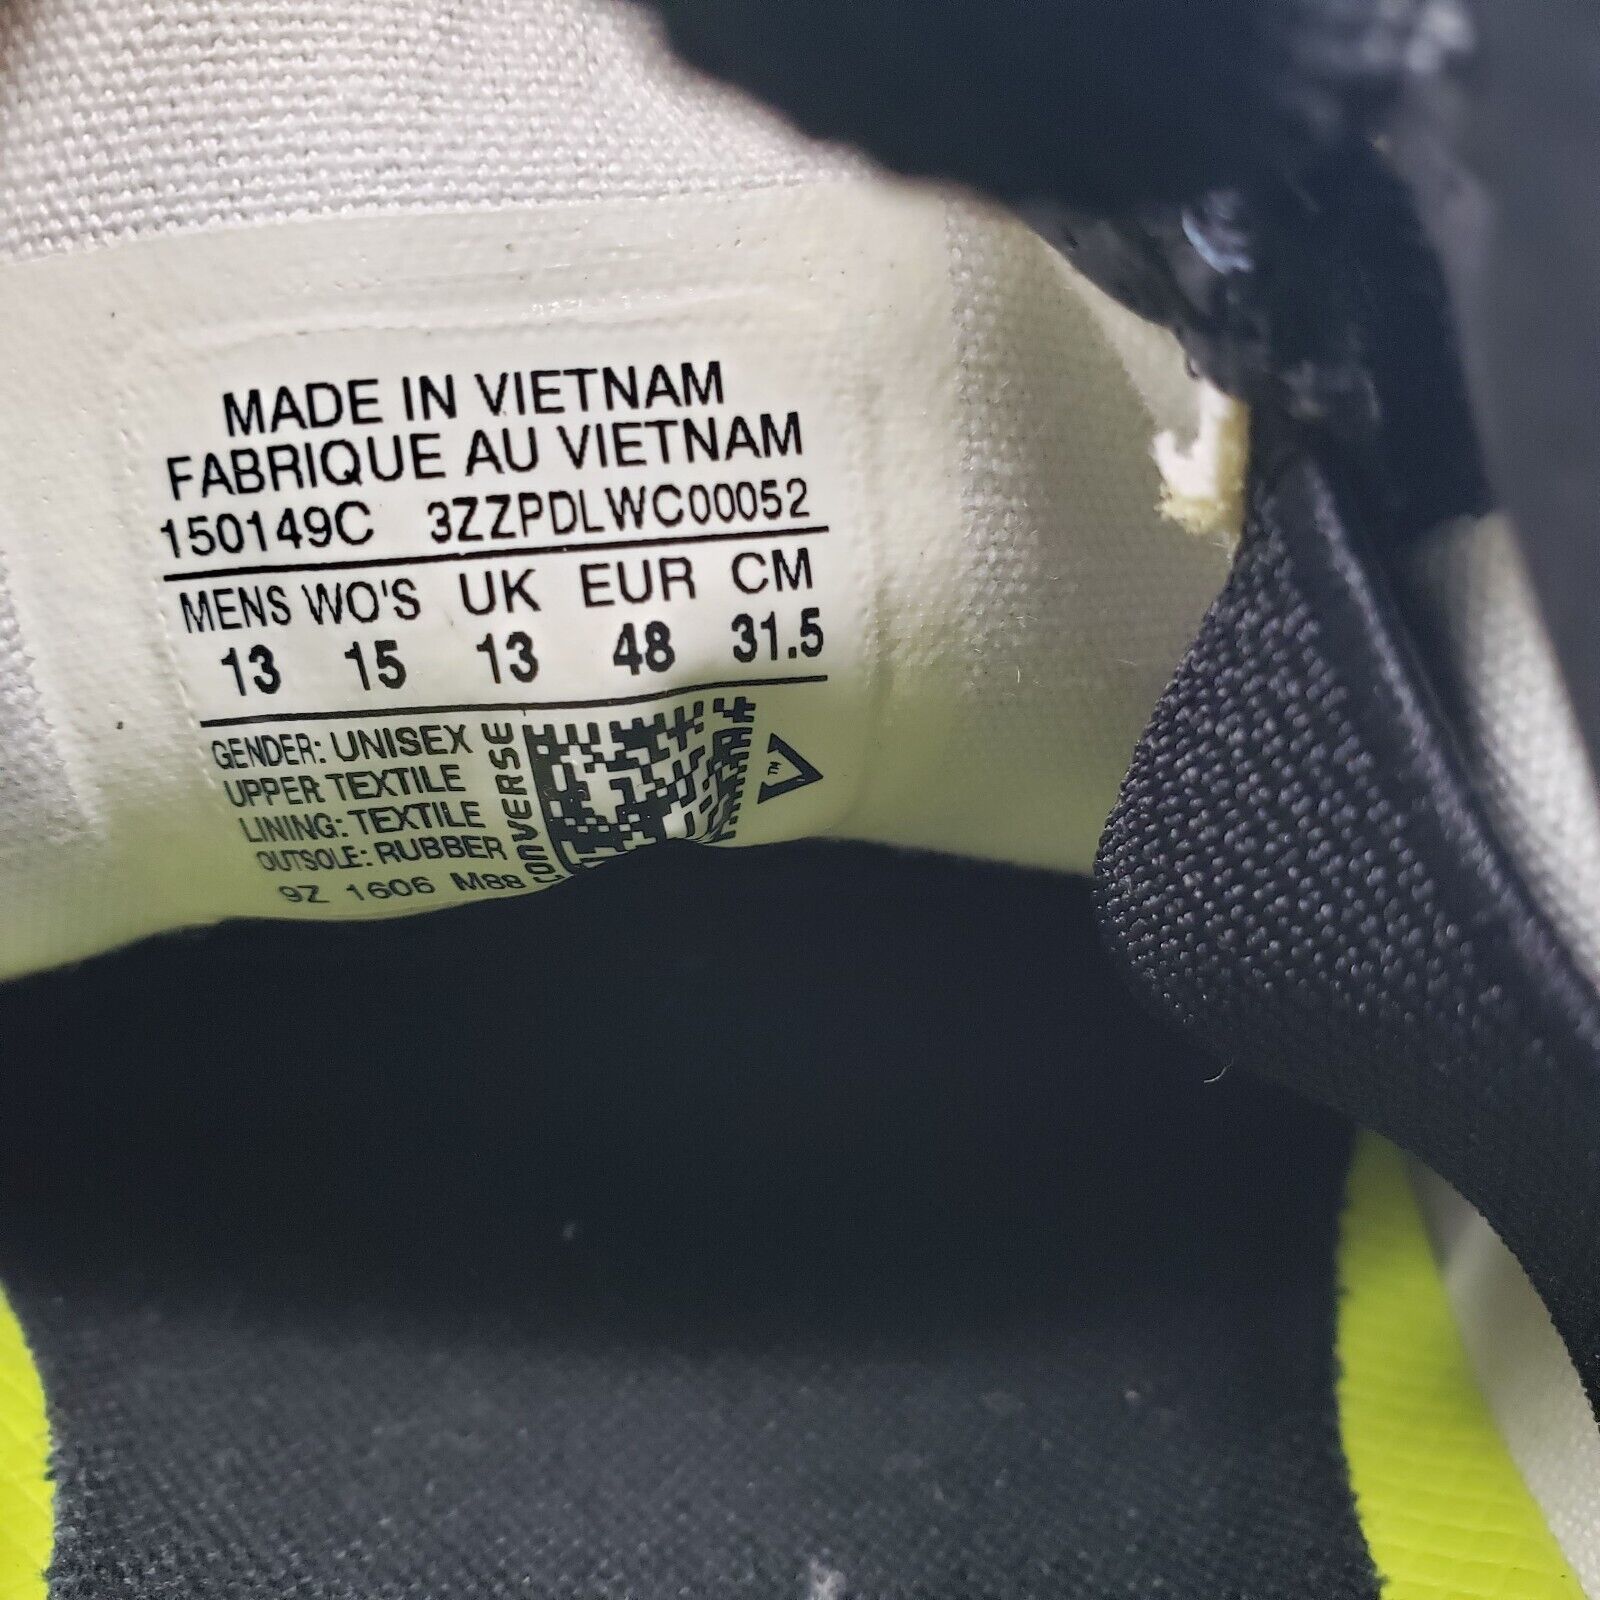 MADE IN VIETNAM
FABRIQUE AU VIETNAM
150149C 3ZZPDLWC00052
MENS WO'S UK EUR CM
13 15 13 48 31.5
GENDER: UNISEX
UPPER TEXTILE
LINING: TEXTILE
OUTSOLE: RUBBER
9Z 1606 M88
CONVERSE
TM